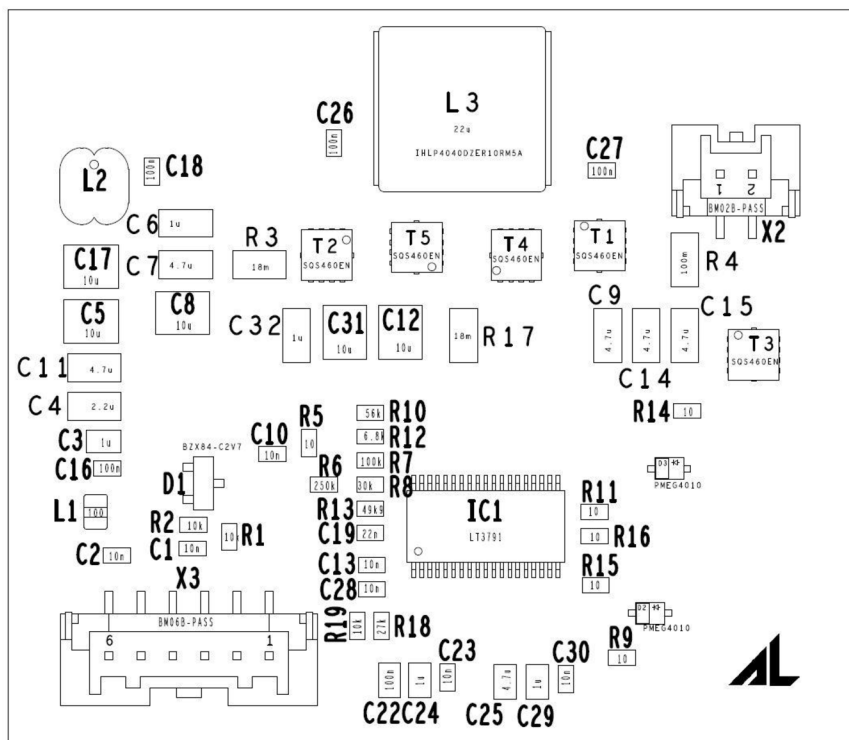 L3
22u
IHLP4040DZER10RM5A
C26
100n
C27
100n
C18
100n
L2
1 2
BM02B-PASS
X2
C6 1u
C17
10u
C7 4.7u
R3
18m
T2
SQS460EN
T5
SQS460EN
T4
SQS460EN
T1
SQS460EN
100m
R4
C5
10u
C8
10u
C32
1u
C31
10u
C12
10u
18m
R17
C9
4.7u
C14
4.7u
C15
4.7u
T3
SQS460EN
C11 4.7u
C4 2.2u
C3 1u
C16 100n
L1 100
C2 10n
BZX84-C2V7
D1
R2 10k
C1 10n
10k
R1
C10
10n
R5
10
R6
250k
56k R10
6.8k R12
100k R7
30k R8
R13 49k9
C19 22n
C13 10n
C28 10n
IC1
LT3791
R14 10
D3
PMEG4010
R11
10
10 R16
R15
10
D2
PMEG4010
R9
10
X3
BM06B-PASS
6 1
R19
10k
27k
R18
C22
100n
C24
1u
C23
10n
C25
4.7u
C29
1u
C30
10n
AL